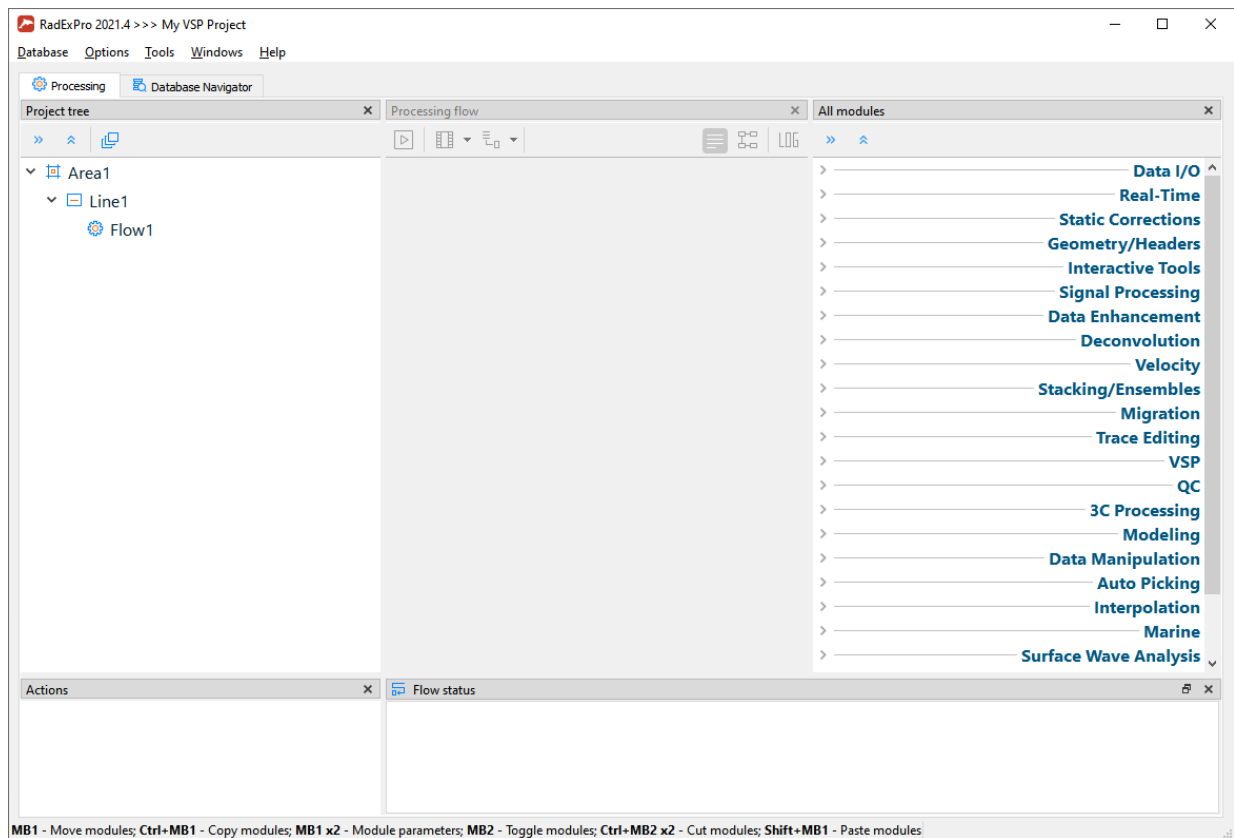 RadExPro 2021.4 >>> My VSP Project
Database Options Tools Windows Help
Processing Database Navigator
Project tree
Processing flow
All modules
LOG
Area1
Line1
Flow1
Data I/O
Real-Time
Static Corrections
Geometry/Headers
Interactive Tools
Signal Processing
Data Enhancement
Deconvolution
Velocity
Stacking/Ensembles
Migration
Trace Editing
VSP
QC
3C Processing
Modeling
Data Manipulation
Auto Picking
Interpolation
Marine
Surface Wave Analysis
Actions
Flow status
MB1 - Move modules; Ctrl+MB1 - Copy modules; MB1 x2 - Module parameters; MB2 - Toggle modules; Ctrl+MB2 x2 - Cut modules; Shift+MB1 - Paste modules